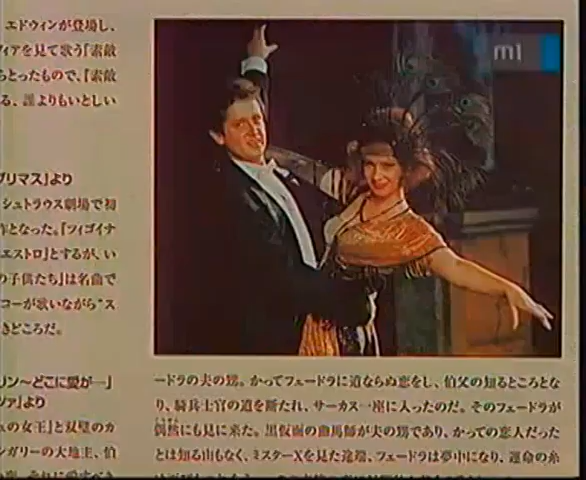 エドウィンが登場し、
ィアを見て歌う「素敵
らとったもので、「素敵
る、誰よりもいとしい
プリマス」より
シュトラウス劇場で初
作となった。「フィゴイナ
エストロ」とするが、い
の子供たち」は名曲で
コーが歌いながら"ス
きどころだ。
リン〜どこに愛が…」
ツァ」より
ュの女王」と双璧のカ
ンガリーの大地主、伯
m1
ードラの夫の甥。かつてフェードラに道ならぬ恋をし、伯父の知るところとな
り、騎兵士官の道を断たれ、サーカス一座に入ったのだ。そのフェードラが
偶然にも見に来た。黒仮面の曲馬師が夫の甥であり、かつての恋人だった
とは知る由もなく、ミスターXを見た途端、フェードラは夢中になり、運命の糸